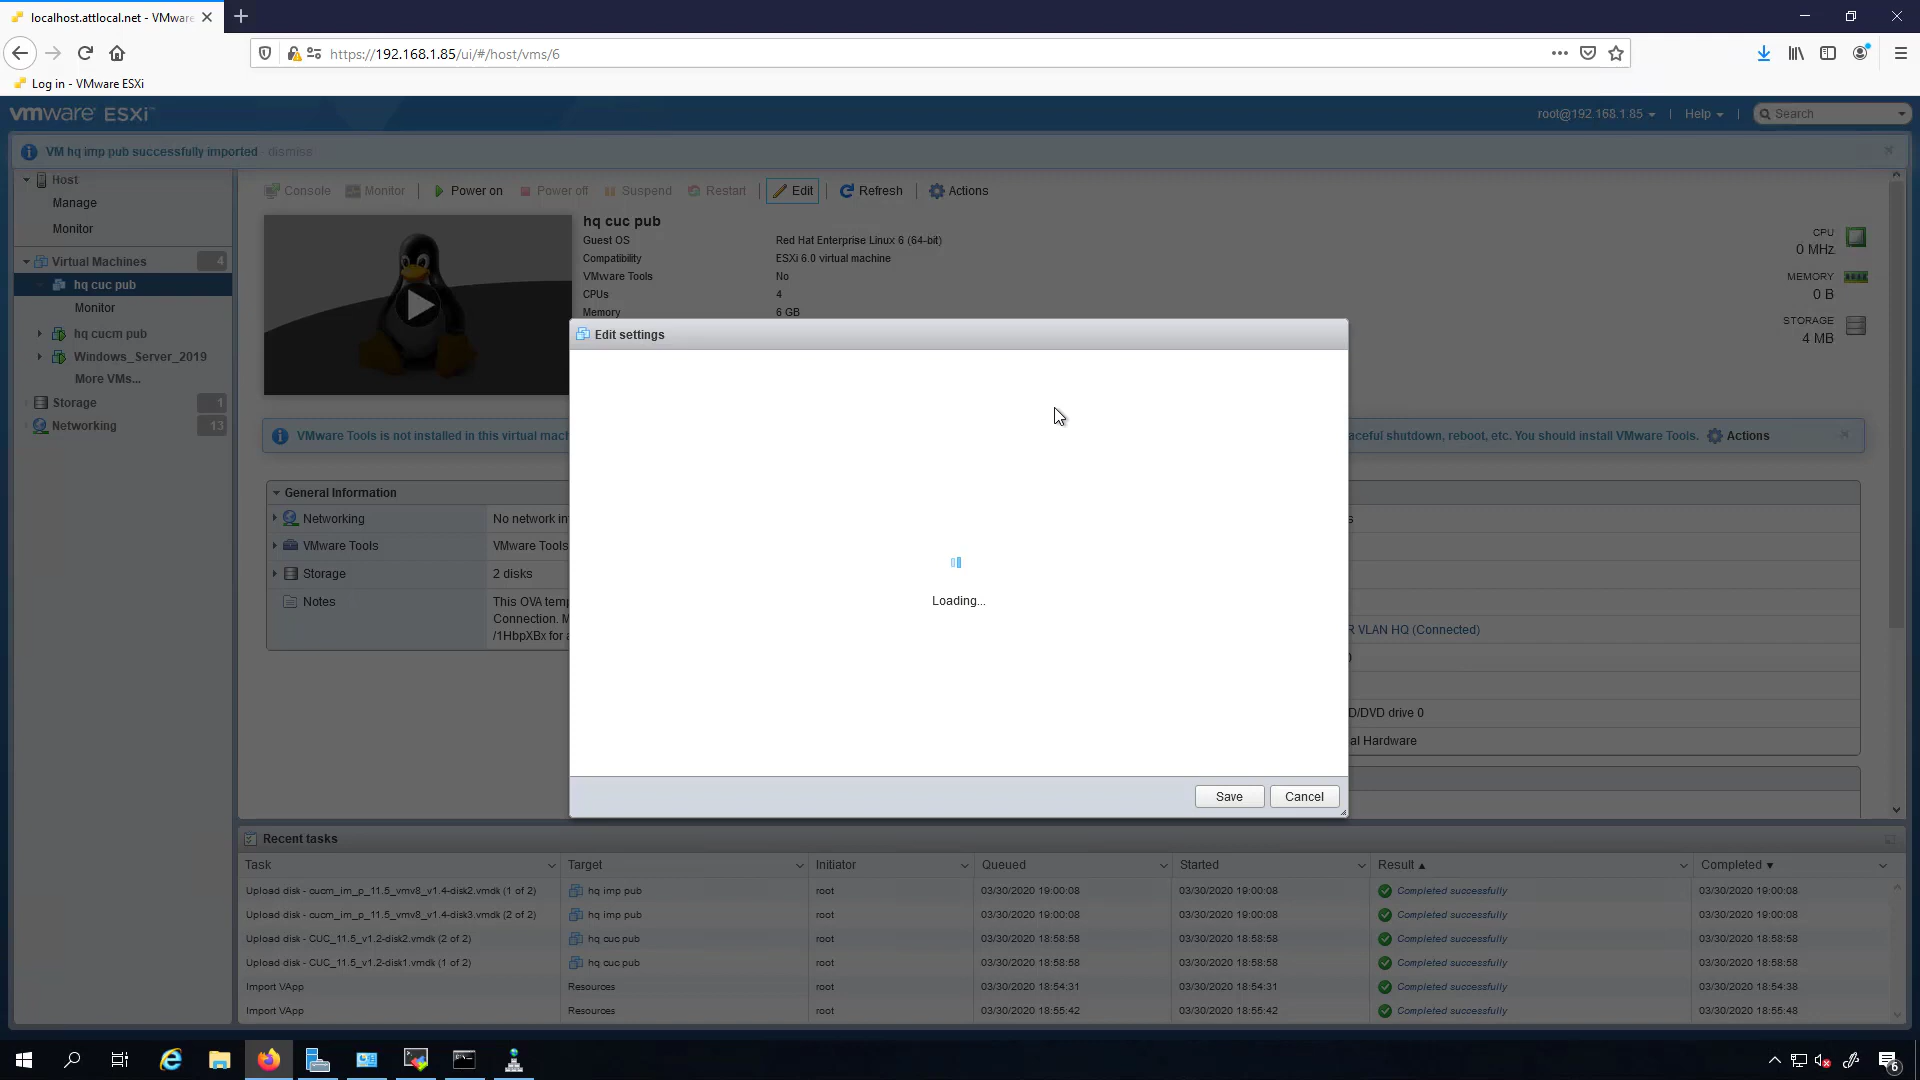 localhost.attlocal.net - VMware
https://192.168.1.85/ui/#/host/vms/6
Log in - VMware ESXi
vmware ESXi
root@192.168.1.85
Help
Search
VM hq imp pub successfully imported - dismiss
Host
Manage
Monitor
Virtual Machines
4
hq cuc pub
Monitor
hq cucm pub
Windows_Server_2019
More VMs...
Storage
1
Networking
13
Console
Monitor
Power on
Power off
Suspend
Restart
Edit
Refresh
Actions
hq cuc pub
Guest OS
Red Hat Enterprise Linux 6 (64-bit)
Compatibility
ESXi 6.0 virtual machine
VMware Tools
No
CPUs
4
Memory
6 GB
CPU
0 MHz
MEMORY
0 B
STORAGE
4 MB
VMware Tools is not installed in this virtual mach
aceful shutdown, reboot, etc. You should install VMware Tools.
Actions
General Information
Networking
No network in
VMware Tools
VMware Tools
Storage
2 disks
Notes
This OVA temp
Connection. M
/1HbpXBx for a
s
R VLAN HQ (Connected)
)
D/DVD drive 0
al Hardware
Edit settings
Loading...
Save
Cancel
Recent tasks
Task Target Initiator Queued Started Result Completed
Upload disk - cucm_im_p_11.5_vmv8_v1.4-disk2.vmdk (1 of 2) hq imp pub root 03/30/2020 19:00:08 03/30/2020 19:00:08 Completed successfully 03/30/2020 19:00:08
Upload disk - cucm_im_p_11.5_vmv8_v1.4-disk3.vmdk (2 of 2) hq imp pub root 03/30/2020 19:00:08 03/30/2020 19:00:08 Completed successfully 03/30/2020 19:00:08
Upload disk - CUC_11.5_v1.2-disk2.vmdk (2 of 2) hq cuc pub root 03/30/2020 18:58:58 03/30/2020 18:58:58 Completed successfully 03/30/2020 18:58:58
Upload disk - CUC_11.5_v1.2-disk1.vmdk (1 of 2) hq cuc pub root 03/30/2020 18:58:58 03/30/2020 18:58:58 Completed successfully 03/30/2020 18:58:58
Import VApp Resources root 03/30/2020 18:54:31 03/30/2020 18:54:31 Completed successfully 03/30/2020 18:54:38
Import VApp Resources root 03/30/2020 18:55:42 03/30/2020 18:55:42 Completed successfully 03/30/2020 18:55:48
6